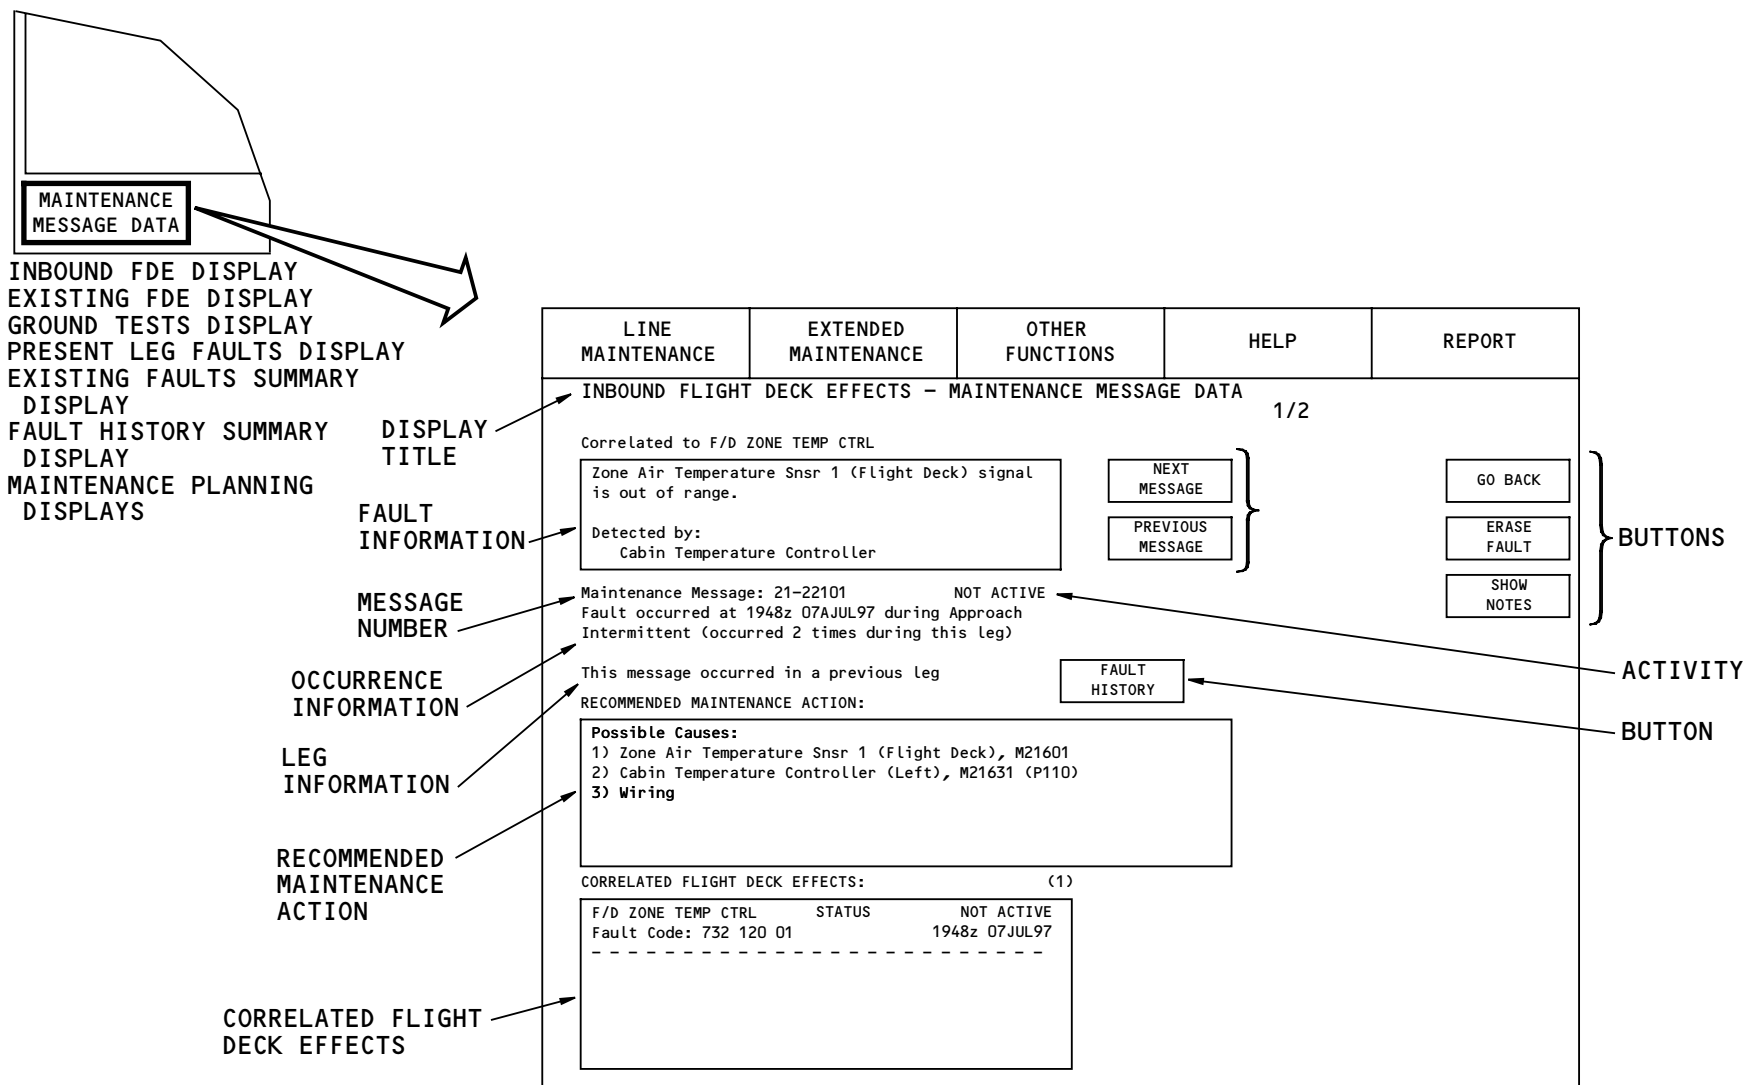 MAINTENANCE
MESSAGE DATA
INBOUND FDE DISPLAY
EXISTING FDE DISPLAY
GROUND TESTS DISPLAY
PRESENT LEG FAULTS DISPLAY
EXISTING FAULTS SUMMARY
DISPLAY
FAULT HISTORY SUMMARY
DISPLAY
MAINTENANCE PLANNING
DISPLAYS
LINE
MAINTENANCE
EXTENDED
MAINTENANCE
OTHER
FUNCTIONS
HELP
REPORT
DISPLAY
TITLE
INBOUND FLIGHT DECK EFFECTS – MAINTENANCE MESSAGE DATA
1/2
Correlated to F/D ZONE TEMP CTRL
FAULT
INFORMATION
Zone Air Temperature Snsr 1 (Flight Deck) signal
is out of range.
Detected by:
Cabin Temperature Controller
NEXT
MESSAGE
PREVIOUS
MESSAGE
GO BACK
ERASE
FAULT
SHOW
NOTES
BUTTONS
MESSAGE
NUMBER
Maintenance Message: 21–22101 NOT ACTIVE
Fault occurred at 1948z 07AJUL97 during Approach
Intermittent (occurred 2 times during this leg)
ACTIVITY
OCCURRENCE
INFORMATION
This message occurred in a previous leg
FAULT
HISTORY
BUTTON
LEG
INFORMATION
RECOMMENDED MAINTENANCE ACTION:
Possible Causes:
1) Zone Air Temperature Snsr 1 (Flight Deck), M21601
2) Cabin Temperature Controller (Left), M21631 (P110)
3) Wiring
RECOMMENDED
MAINTENANCE
ACTION
CORRELATED FLIGHT DECK EFFECTS: (1)
F/D ZONE TEMP CTRL STATUS NOT ACTIVE
Fault Code: 732 120 01 1948z 07JUL97
CORRELATED FLIGHT
DECK EFFECTS